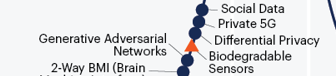 Social Data
Private 5G
Generative Adversarial
Networks
Differential Privacy
Biodegradable
Sensors
2-Way BMI (Brain